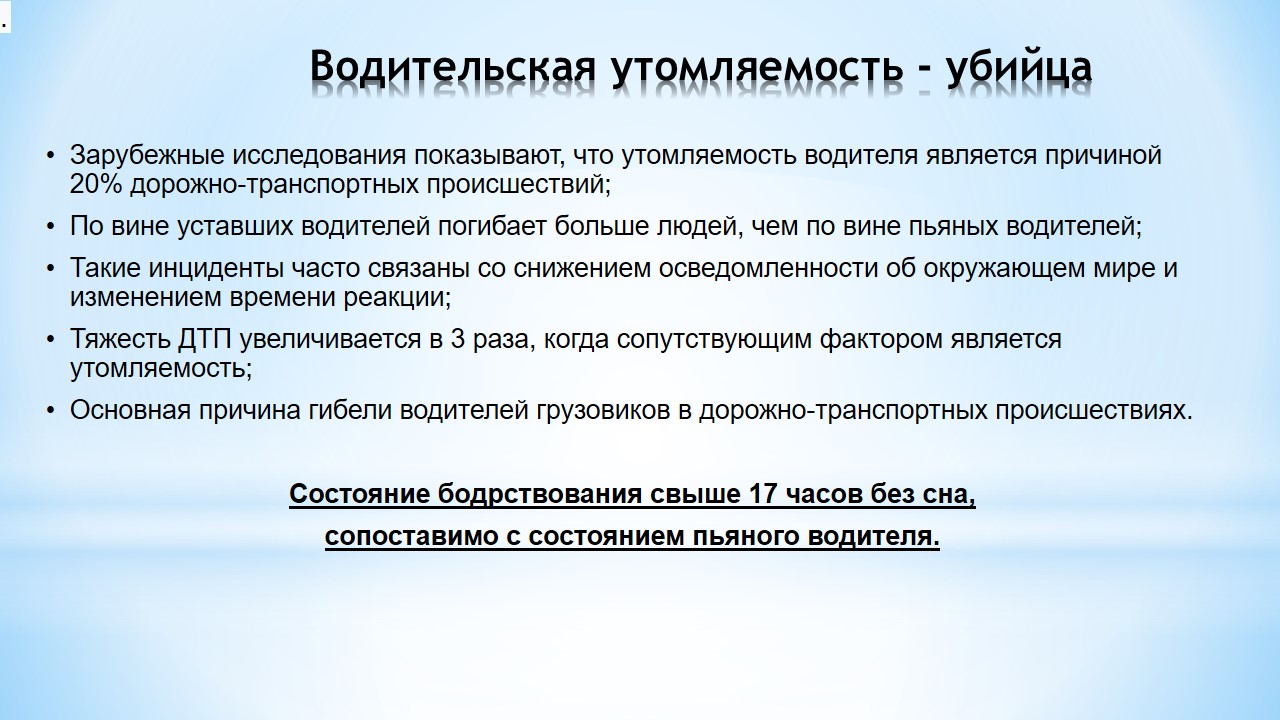 .
Водительская утомляемость - убийца
• Зарубежные исследования показывают, что утомляемость водителя является причиной
20% дорожно-транспортных происшествий;
• По вине уставших водителей погибает больше людей, чем по вине пьяных водителей;
• Такие инциденты часто связаны со снижением осведомленности об окружающем мире и
изменением времени реакции;
• Тяжесть ДТП увеличивается в 3 раза, когда сопутствующим фактором является
утомляемость;
• Основная причина гибели водителей грузовиков в дорожно-транспортных происшествиях.
Состояние бодрствования свыше 17 часов без сна,
сопоставимо с состоянием пьяного водителя.